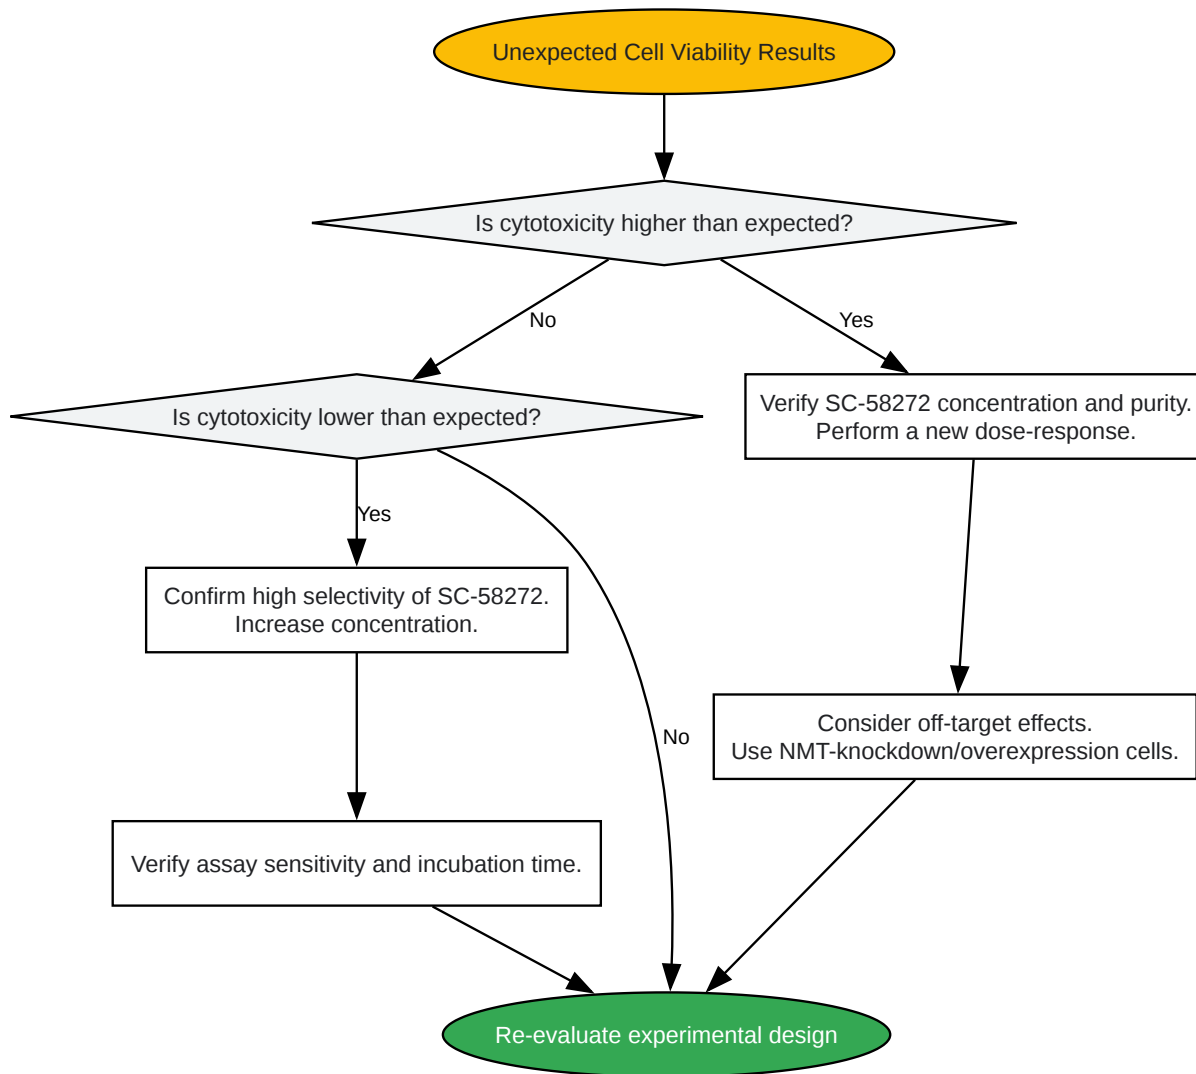 Unexpected Cell Viability Results
Is cytotoxicity higher than expected?
No
Yes
Is cytotoxicity lower than expected?
Verify SC-58272 concentration and purity.
Perform a new dose-response.
Yes
Confirm high selectivity of SC-58272.
Increase concentration.
No
Consider off-target effects.
Use NMT-knockdown/overexpression cells.
Verify assay sensitivity and incubation time.
Re-evaluate experimental design